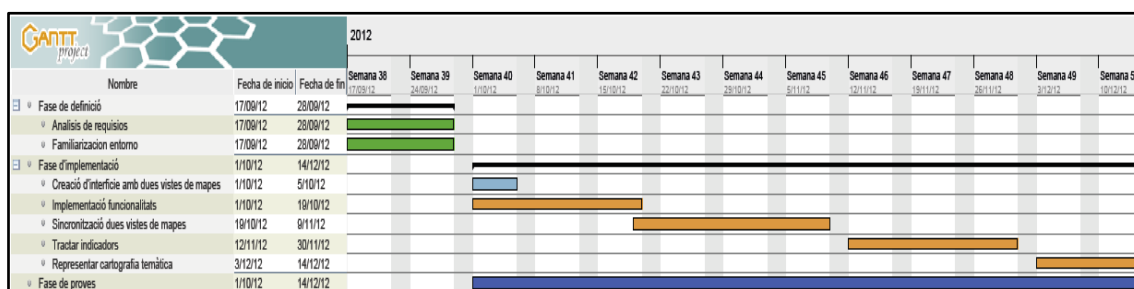 GANTT project
2012
Nombre Fecha de inicio Fecha de fin
Semana 38 Semana 39 Semana 40 Semana 41 Semana 42 Semana 43 Semana 44 Semana 45 Semana 46 Semana 47 Semana 48 Semana 49 Semana 5
17/09/12 24/09/12 1/10/12 8/10/12 15/10/12 22/10/12 29/10/12 5/11/12 12/11/12 19/11/12 26/11/12 3/12/12 10/12/12
Fase de definició 17/09/12 28/09/12
Analisis de requisios 17/09/12 28/09/12
Familiarizacion entorno 17/09/12 28/09/12
Fase d'implementació 1/10/12 14/12/12
Creació d'interfície amb dues vistes de mapes 1/10/12 5/10/12
Implementació funcionalitats 1/10/12 19/10/12
Sincronització dues vistes de mapes 19/10/12 9/11/12
Tractar indicadors 12/11/12 30/11/12
Representar cartografia temàtica 3/12/12 14/12/12
Fase de proves 1/10/12 14/12/12